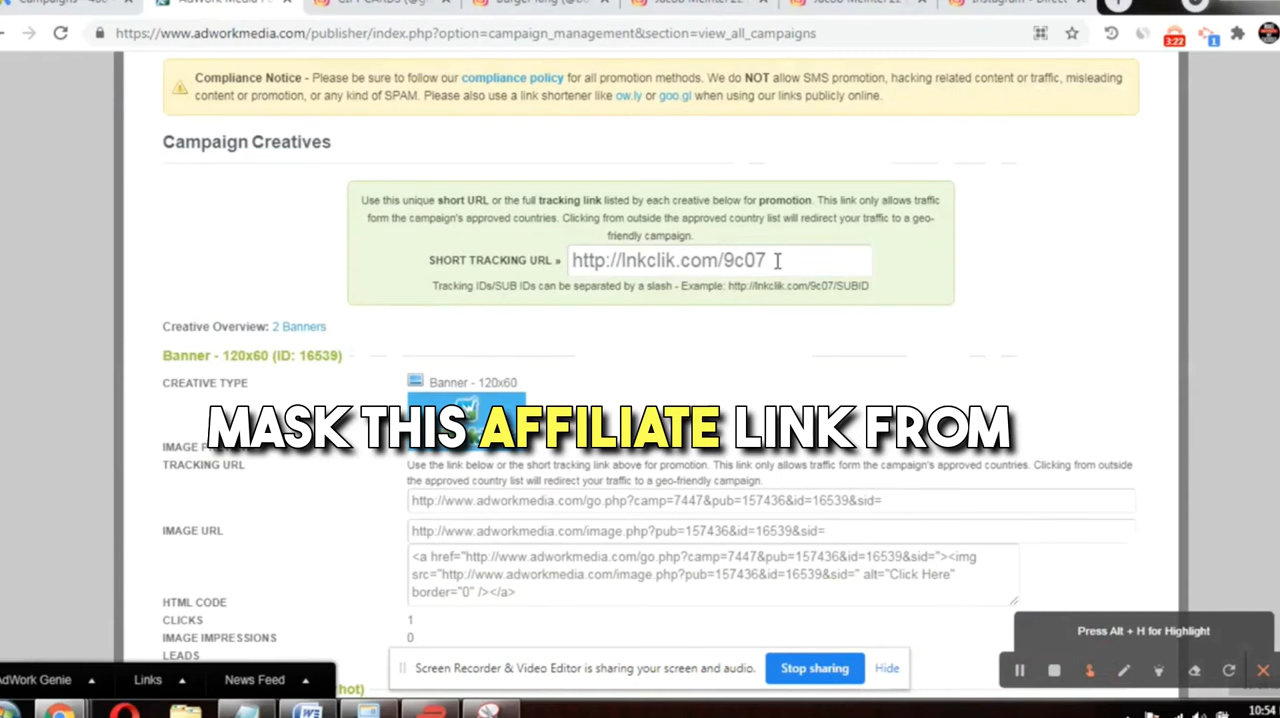 Campaigns
AdWork Media
Instagram - Direct
https://www.adworkmedia.com/publisher/index.php?option=campaign_management&section=view_all_campaigns
3:22
1
Compliance Notice - Please be sure to follow our compliance policy for all promotion methods. We do NOT allow SMS promotion, hacking related content or traffic, misleading
content or promotion, or any kind of SPAM. Please also use a link shortener like ow.ly or goo.gl when using our links publicly online.
Campaign Creatives
Use this unique short URL or the full tracking link listed by each creative below for promotion. This link only allows traffic
form the campaign's approved countries. Clicking from outside the approved country list will redirect your traffic to a geo-
friendly campaign.
SHORT TRACKING URL » http://lnkclik.com/9c07
Tracking IDs/SUB IDs can be separated by a slash - Example: http://lnkclik.com/9c07/SUBID
Creative Overview: 2 Banners
Banner - 120x60 (ID: 16539)
CREATIVE TYPE Banner - 120x60
MASK THIS AFFILIATE LINK FROM
IMAGE
TRACKING URL Use the link below or the short tracking link above for promotion. This link only allows traffic from the campaign's approved countries. Clicking from outside
the approved country list will redirect your traffic to a geo-friendly campaign.
http://www.adworkmedia.com/go.php?camp=7447&pub=157436&id=16539&sid=
IMAGE URL http://www.adworkmedia.com/image.php?pub=157436&id=16539&sid=
<a href="http://www.adworkmedia.com/go.php?camp=7447&pub=157436&id=16539&sid="><img
src="http://www.adworkmedia.com/image.php?pub=157436&id=16539&sid=" alt="Click Here"
border="0" /></a>
HTML CODE
CLICKS 1
IMAGE IMPRESSIONS 0
LEADS
Press Alt + H for Highlight
Screen Recorder & Video Editor is sharing your screen and audio. Stop sharing Hide
AdWork Genie Links News Feed
hot)
10:54